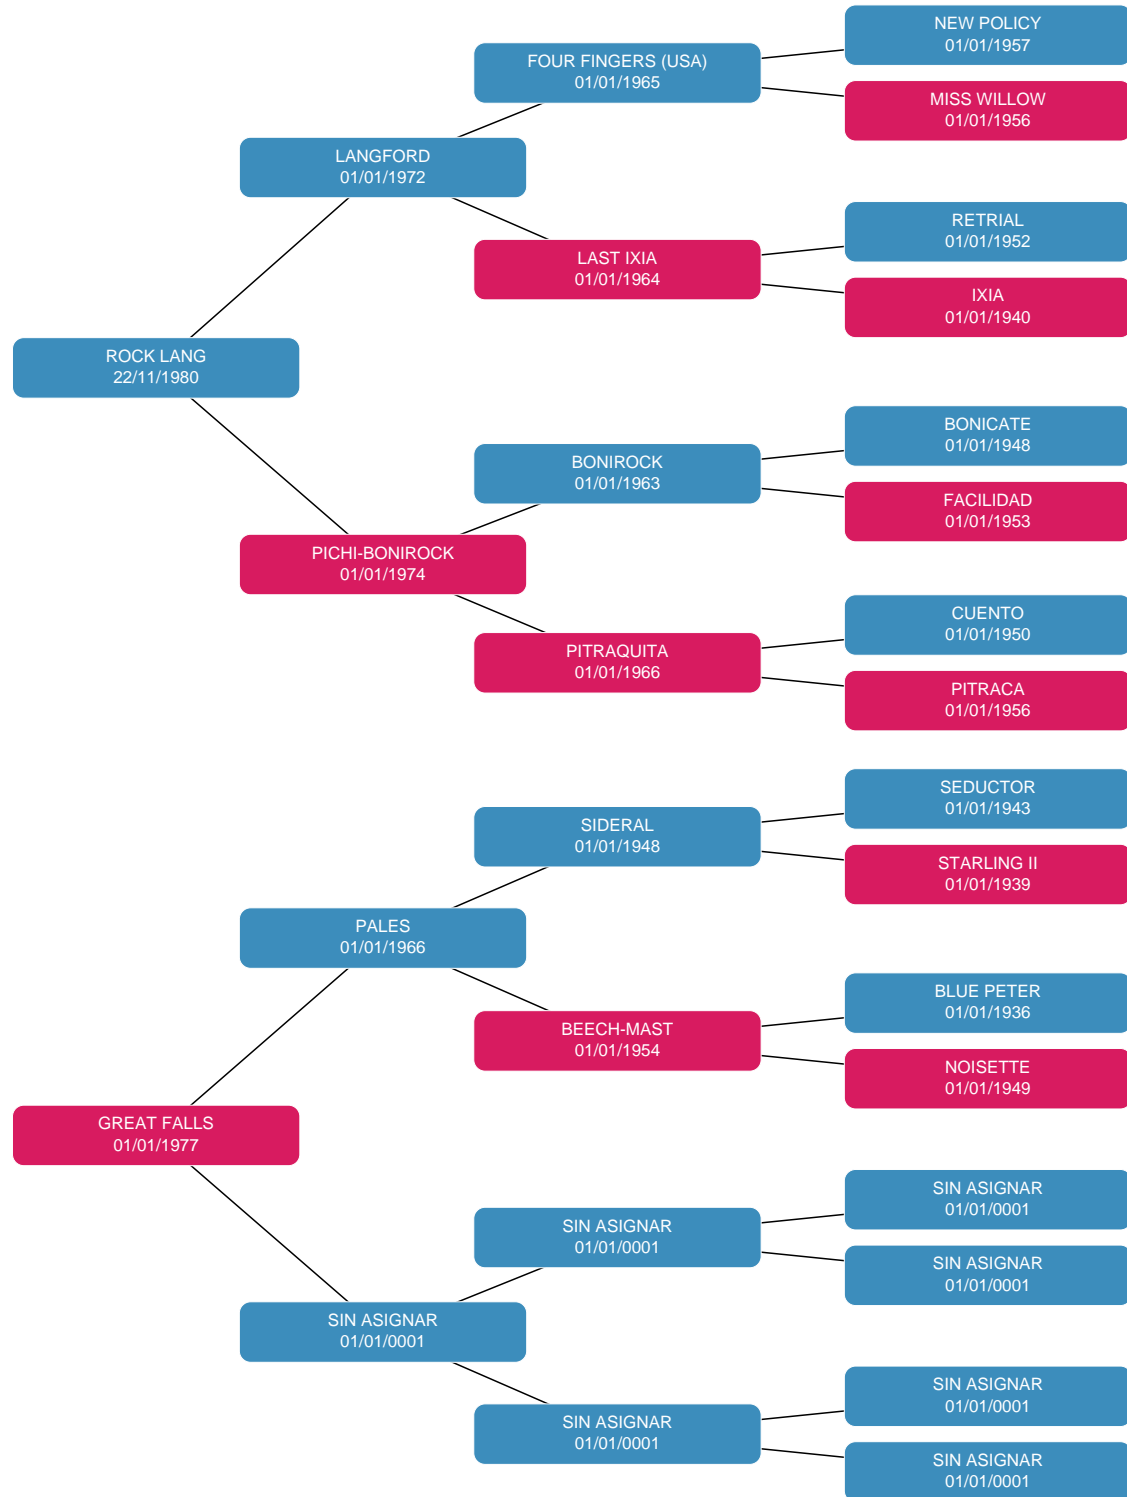 NEW POLICY
01/01/1957
FOUR FINGERS (USA)
01/01/1965
MISS WILLOW
01/01/1956
LANGFORD
01/01/1972
RETRIAL
01/01/1952
LAST IXIA
01/01/1964
IXIA
01/01/1940
ROCK LANG
22/11/1980
BONICATE
01/01/1948
BONIROCK
01/01/1963
FACILIDAD
01/01/1953
PICHI-BONIROCK
01/01/1974
CUENTO
01/01/1950
PITRAQUITA
01/01/1966
PITRACA
01/01/1956
SEDUCTOR
01/01/1943
SIDERAL
01/01/1948
STARLING II
01/01/1939
PALES
01/01/1966
BLUE PETER
01/01/1936
BEECH-MAST
01/01/1954
NOISETTE
01/01/1949
GREAT FALLS
01/01/1977
SIN ASIGNAR
01/01/0001
SIN ASIGNAR
01/01/0001
SIN ASIGNAR
01/01/0001
SIN ASIGNAR
01/01/0001
SIN ASIGNAR
01/01/0001
SIN ASIGNAR
01/01/0001
SIN ASIGNAR
01/01/0001